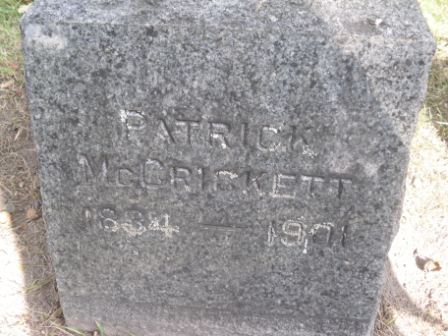 PATRICK
McCRICKETT
1834 — 1901